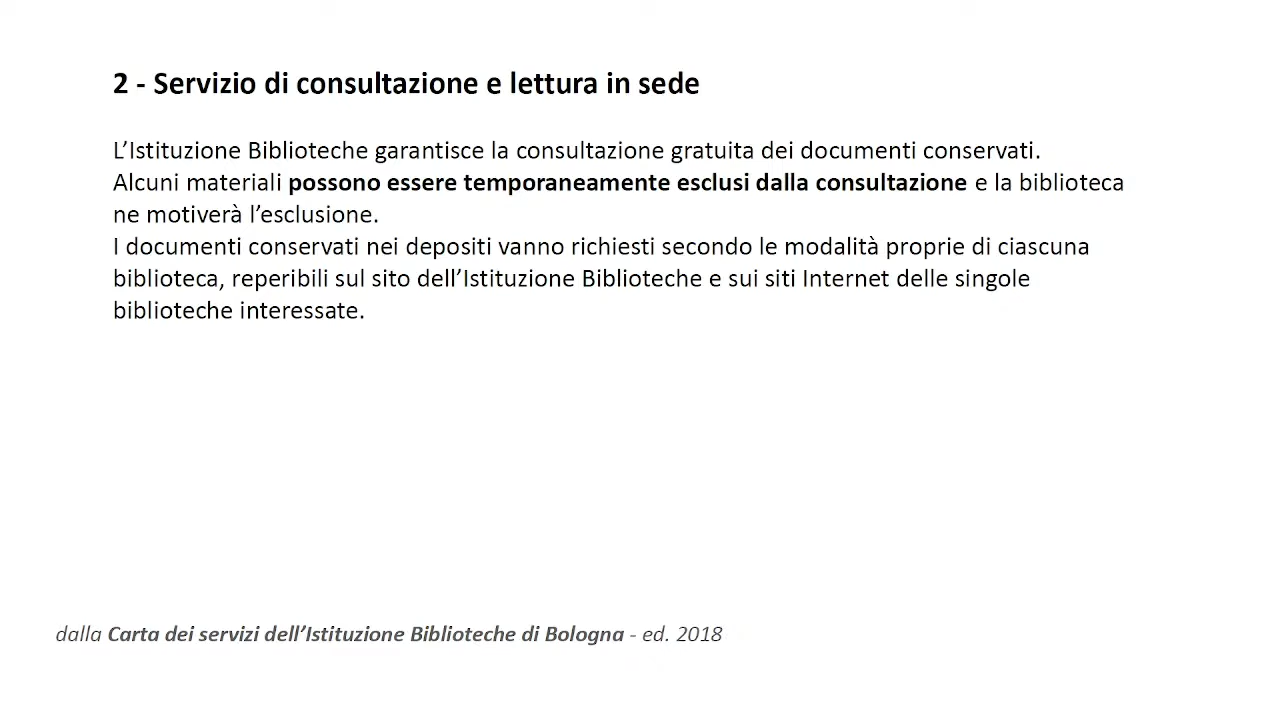 2 - Servizio di consultazione e lettura in sede
L’Istituzione Biblioteche garantisce la consultazione gratuita dei documenti conservati.
Alcuni materiali possono essere temporaneamente esclusi dalla consultazione e la biblioteca
ne motiverà l’esclusione.
I documenti conservati nei depositi vanno richiesti secondo le modalità proprie di ciascuna
biblioteca, reperibili sul sito dell’Istituzione Biblioteche e sui siti Internet delle singole
biblioteche interessate.
dalla Carta dei servizi dell’Istituzione Biblioteche di Bologna - ed. 2018